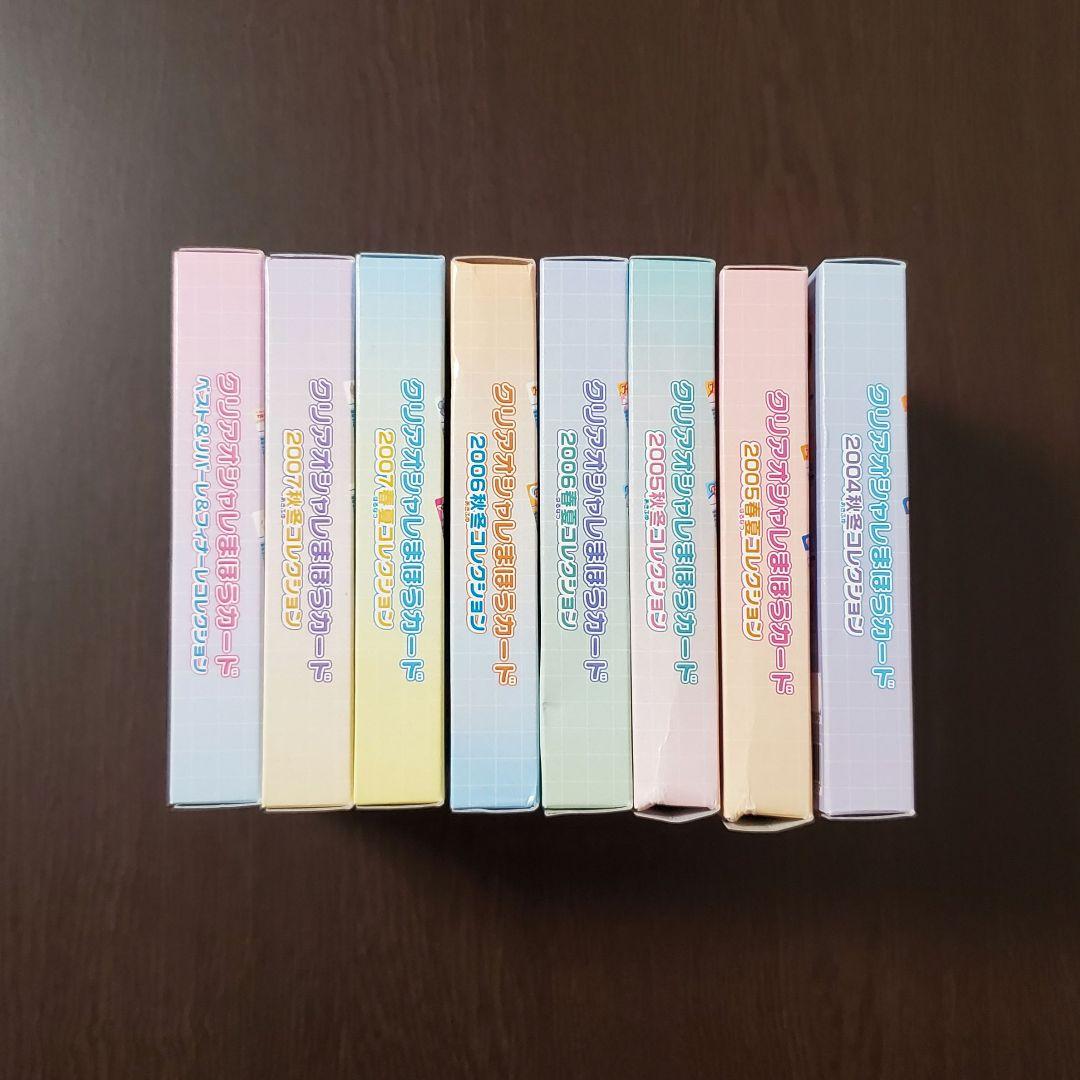 クリアオシャレまほうカード
ベスト&リバーレ&フィナーレコレクション
クリアオシャレまほうカード
2007秋冬コレクション
クリアオシャレまほうカード
2007春夏コレクション
クリアオシャレまほうカード
2006秋冬コレクション
クリアオシャレまほうカード
2006春夏コレクション
クリアオシャレまほうカード
2005秋冬コレクション
クリアオシャレまほうカード
2005春夏コレクション
クリアオシャレまほうカード
2004秋冬コレクション